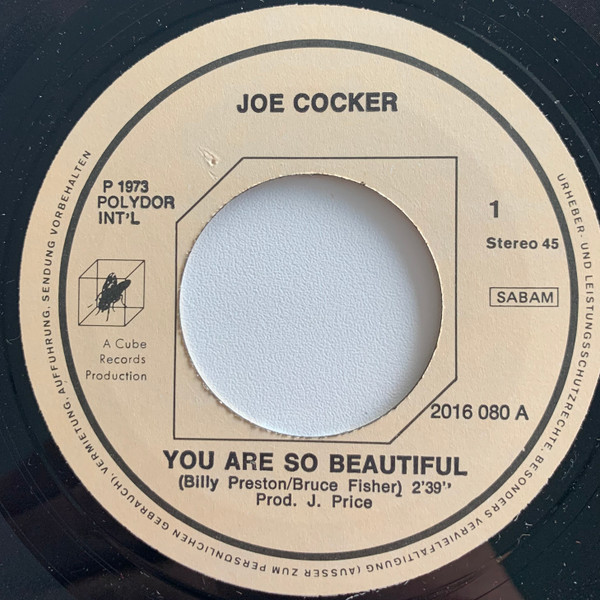 JOE COCKER
P 1973
POLYDOR
INT'L
1
Stereo 45
SABAM
A Cube
Records
Production
2016 080 A
YOU ARE SO BEAUTIFUL
(Billy Preston/Bruce Fisher) 2'39''
Prod. J. Price
URHEBER- UND LEISTUNGSSCHUTZRECHTE, BESONDERS VERVIELFÄLTIGUNG (AUSSER ZUM PERSÖNLICHEN GEBRAUCH), VERMIETUNG, AUFFÜHRUNG, SENDUNG VORBEHALTEN